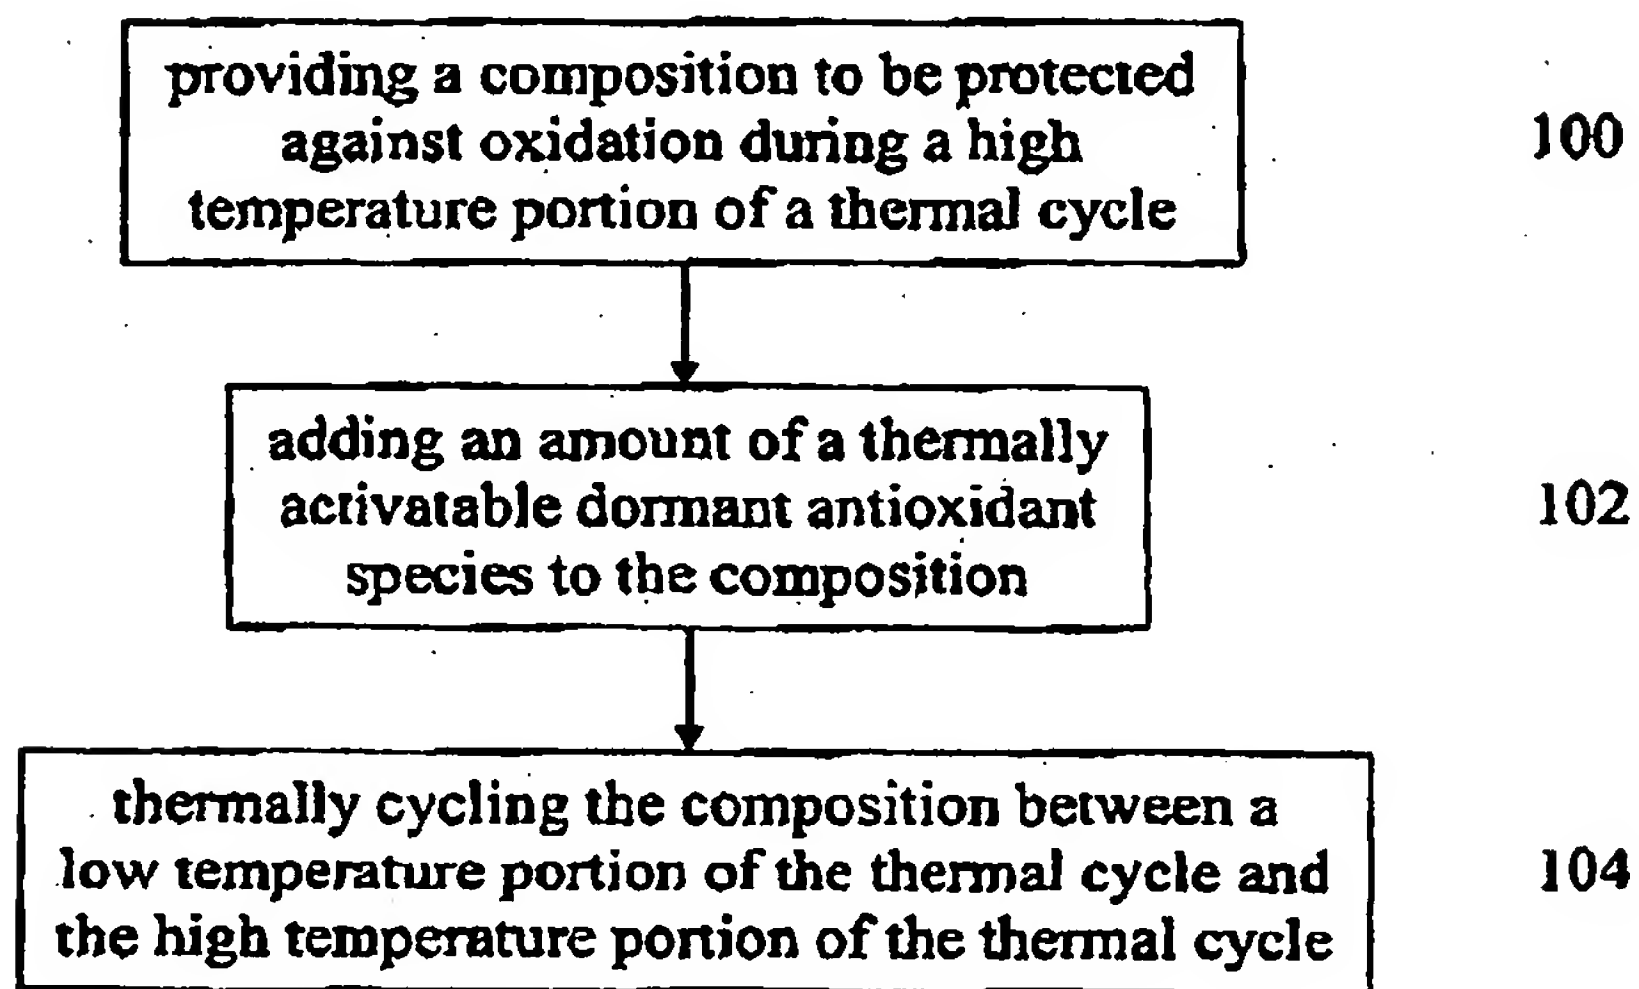 providing a composition to be protected
against oxidation during a high
temperature portion of a thermal cycle
100
adding an amount of a thermally
activatable dormant antioxidant
species to the composition
102
thermally cycling the composition between a
low temperature portion of the thermal cycle and
the high temperature portion of the thermal cycle
104